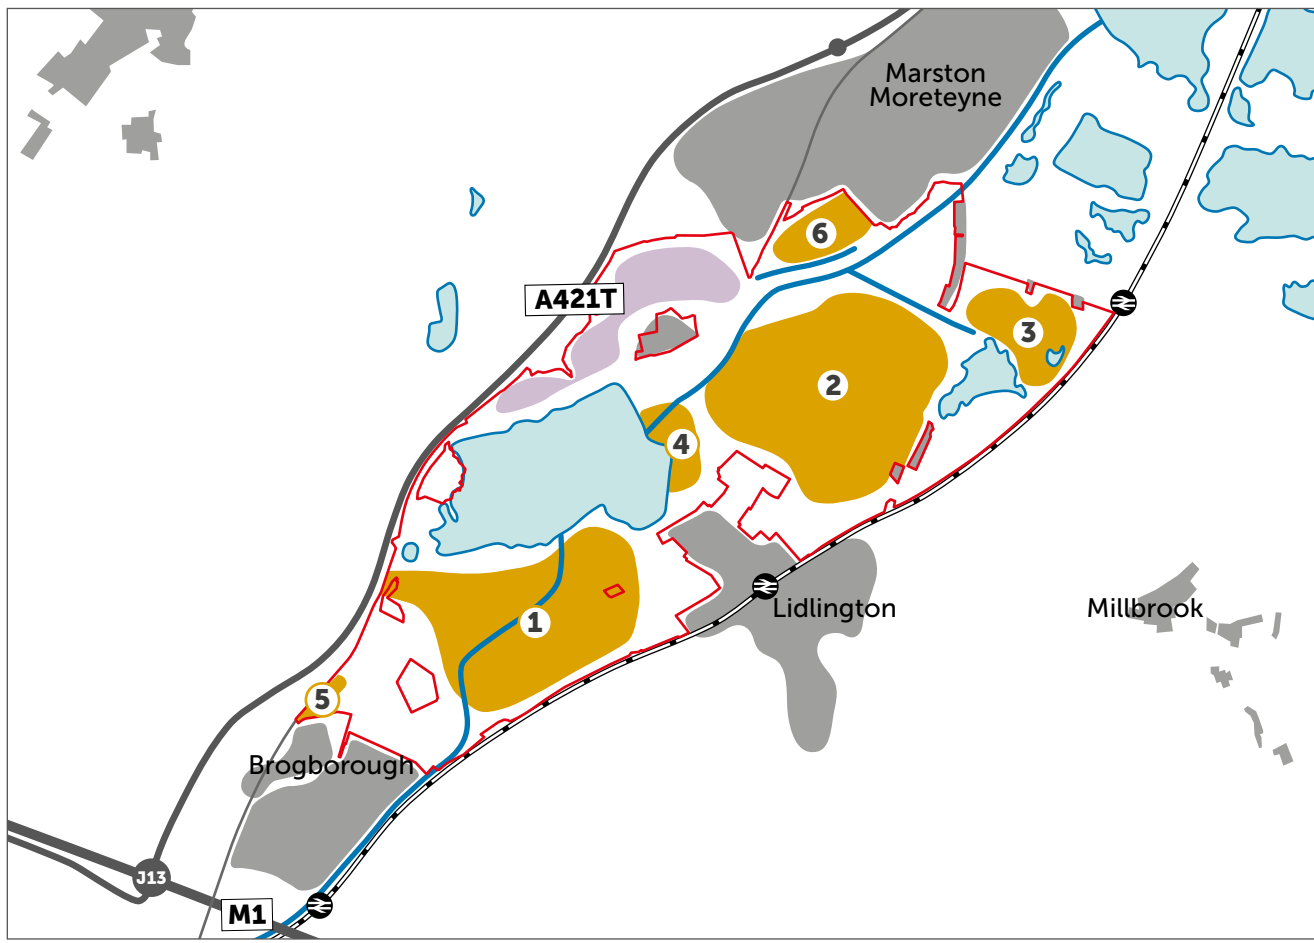 Marston
Moreteyne
6
A421T
3
2
4
Lidlington
Millbrook
1
5
Brogborough
J13
M1